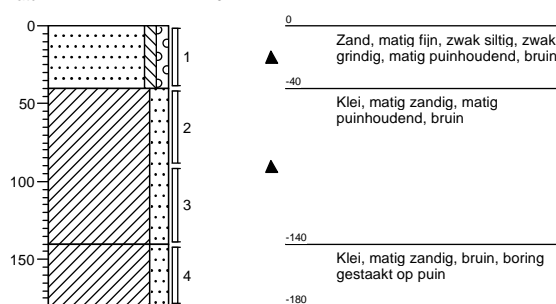 0
50
100
150
1
2
3
4
0
Zand, matig fijn, zwak siltig, zwak
grindig, matig puinhoudend, bruin
-40
Klei, matig zandig, matig
puinhoudend, bruin
-140
Klei, matig zandig, bruin, boring
gestaakt op puin
-180